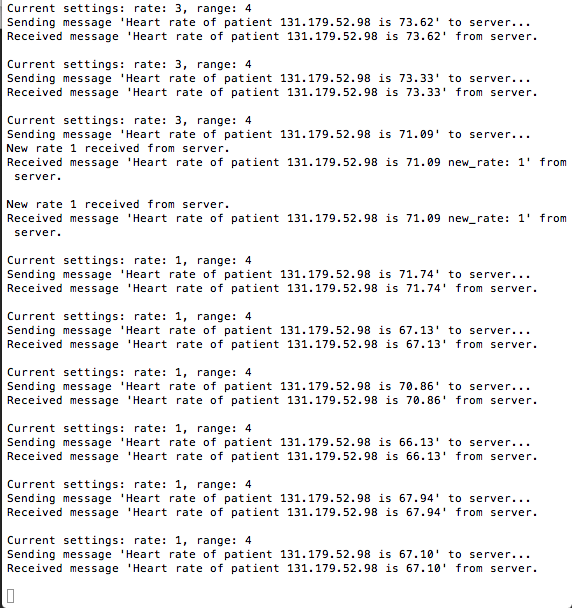 Current settings: rate: 3, range: 4
Sending message 'Heart rate of patient 131.179.52.98 is 73.62' to server...
Received message 'Heart rate of patient 131.179.52.98 is 73.62' from server.
Current settings: rate: 3, range: 4
Sending message 'Heart rate of patient 131.179.52.98 is 73.33' to server...
Received message 'Heart rate of patient 131.179.52.98 is 73.33' from server.
Current settings: rate: 3, range: 4
Sending message 'Heart rate of patient 131.179.52.98 is 71.09' to server...
New rate 1 received from server.
Received message 'Heart rate of patient 131.179.52.98 is 71.09 new_rate: 1' from
server.
New rate 1 received from server.
Received message 'Heart rate of patient 131.179.52.98 is 71.09 new_rate: 1' from
server.
Current settings: rate: 1, range: 4
Sending message 'Heart rate of patient 131.179.52.98 is 71.74' to server...
Received message 'Heart rate of patient 131.179.52.98 is 71.74' from server.
Current settings: rate: 1, range: 4
Sending message 'Heart rate of patient 131.179.52.98 is 67.13' to server...
Received message 'Heart rate of patient 131.179.52.98 is 67.13' from server.
Current settings: rate: 1, range: 4
Sending message 'Heart rate of patient 131.179.52.98 is 70.86' to server...
Received message 'Heart rate of patient 131.179.52.98 is 70.86' from server.
Current settings: rate: 1, range: 4
Sending message 'Heart rate of patient 131.179.52.98 is 66.13' to server...
Received message 'Heart rate of patient 131.179.52.98 is 66.13' from server.
Current settings: rate: 1, range: 4
Sending message 'Heart rate of patient 131.179.52.98 is 67.94' to server...
Received message 'Heart rate of patient 131.179.52.98 is 67.94' from server.
Current settings: rate: 1, range: 4
Sending message 'Heart rate of patient 131.179.52.98 is 67.10' to server...
Received message 'Heart rate of patient 131.179.52.98 is 67.10' from server.